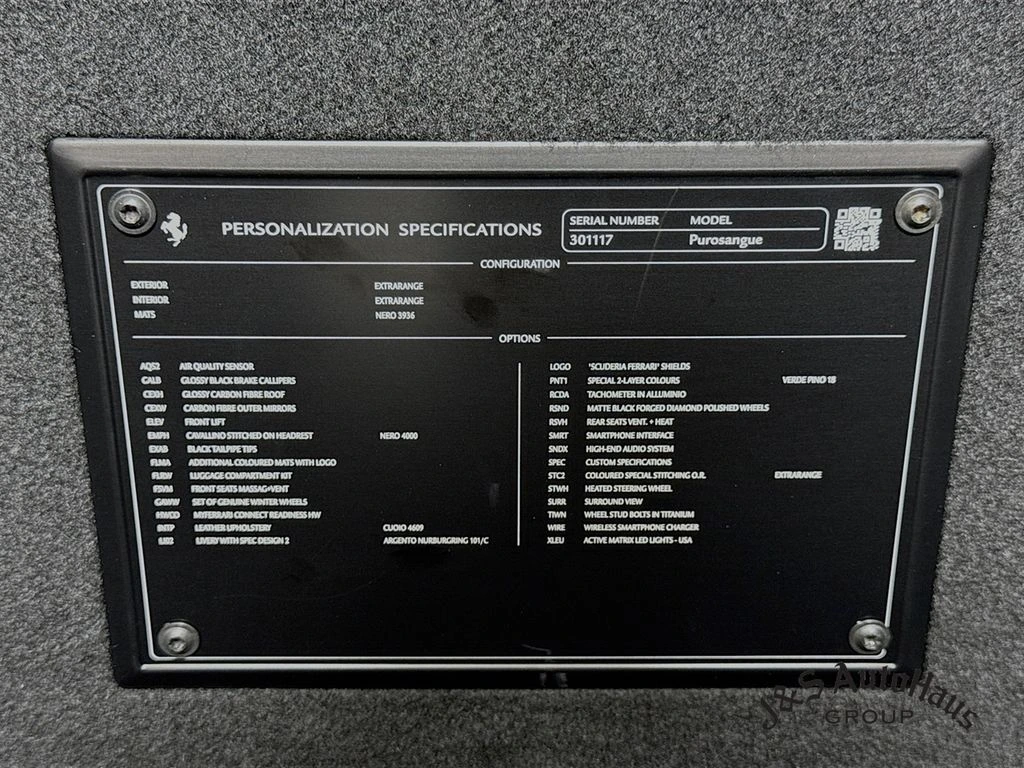 PERSONALIZATION SPECIFICATIONS
SERIAL NUMBER MODEL
301117 Purosangue
CONFIGURATION
EXTERIOR EXTRARANGE
INTERIOR EXTRARANGE
MATS NERO 3936
OPTIONS
AQS2 AIR QUALITY SENSOR
CALB GLOSSY BLACK BRAKE CALLIPERS
GLOSSY CARBON FIBRE ROOF
CARBON FIBRE OUTER MIRRORS
ELEV FRONT LIFT
EMPH CAVALLINO STITCHED ON HEADREST NERO 4000
EXAB BLACK TAILPIPE TIPS
FLMA ADDITIONAL COLOURED MATS WITH LOGO
LUGGAGE COMPARTMENT KIT
FSVM FRONT SEATS MASSAG+VENT
SET OF GENUINE WINTER WHEELS
MYFERRARI CONNECT READINESS HW
INTP LEATHER UPHOLSTERY CUOIO 4609
LIVERY WITH SPEC DESIGN 2 ARGENTO NURBURGRING 101/C
LOGO 'SCUDERIA FERRARI' SHIELDS
PNT1 SPECIAL 2-LAYER COLOURS VERDE PINO 18
RCDA TACHOMETER IN ALLUMINIO
RSND MATTE BLACK FORGED DIAMOND POLISHED WHEELS
RSVH REAR SEATS VENT. + HEAT
SMRT SMARTPHONE INTERFACE
SNDX HIGH-END AUDIO SYSTEM
SPEC CUSTOM SPECIFICATIONS
STC2 COLOURED SPECIAL STITCHING O.R. EXTRARANGE
STWH HEATED STEERING WHEEL
SURR SURROUND VIEW
TIWN WHEEL STUD BOLTS IN TITANIUM
WIRE WIRELESS SMARTPHONE CHARGER
XLEU ACTIVE MATRIX LED LIGHTS - USA
J&S AutoHaus
GROUP